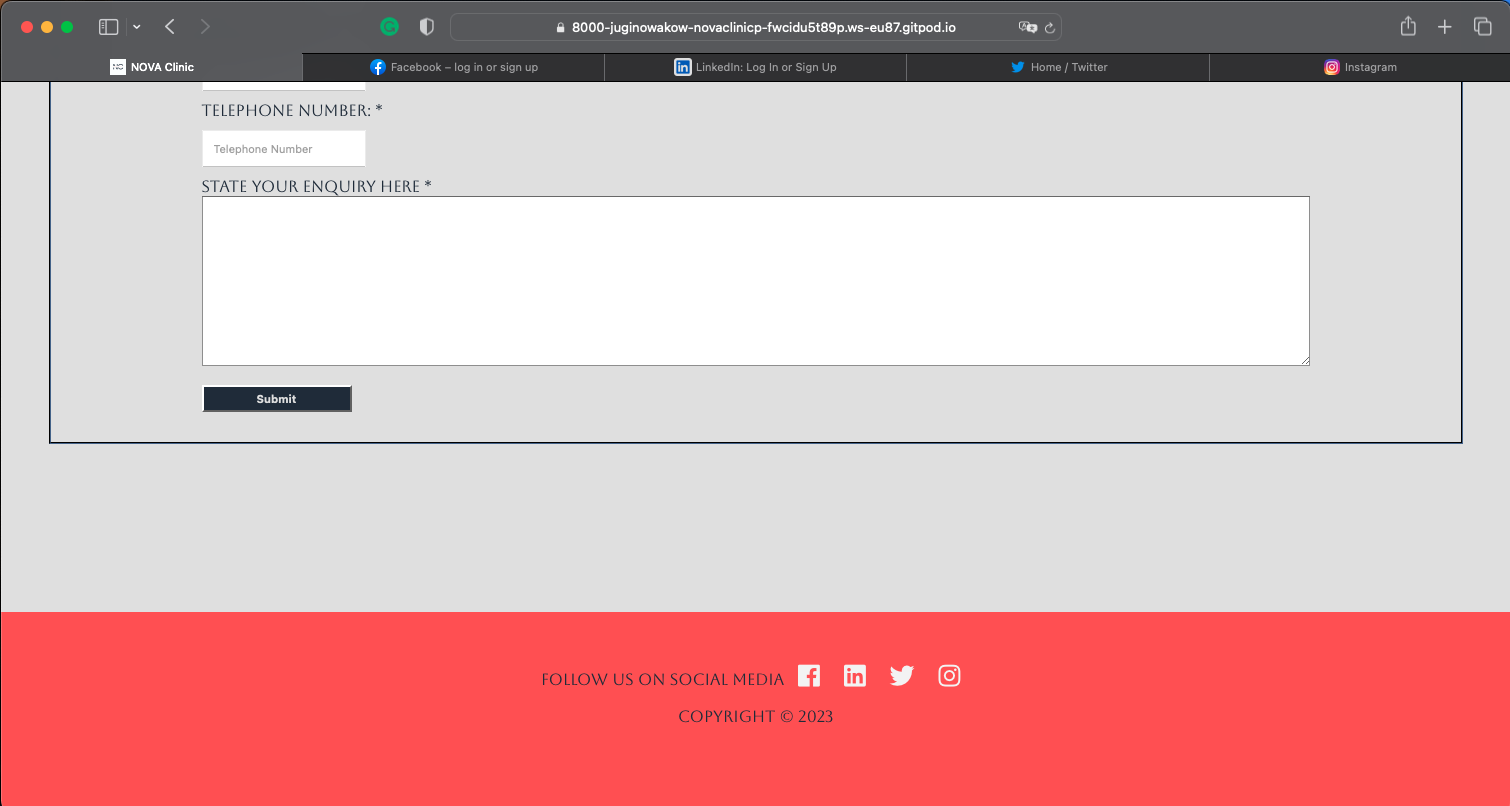 8000-juginowakow-novaclinicp-fwcidu5t89p.ws-eu87.gitpod.io
NOVA Clinic
Facebook – log in or sign up
LinkedIn: Log In or Sign Up
Home / Twitter
Instagram
TELEPHONE NUMBER: *
Telephone Number
STATE YOUR ENQUIRY HERE *
Submit
FOLLOW US ON SOCIAL MEDIA
COPYRIGHT © 2023